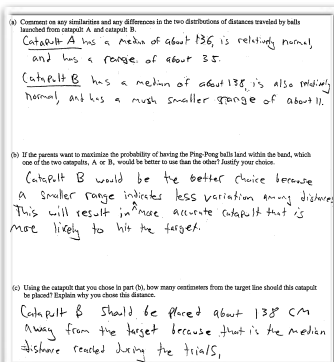 (a) Comment on any similarities and any differences in the two distributions of distances traveled by balls
launched from catapult A and catapult B.
Catapult A has a median of about 136, is relatively normal,
and has a range of about 35.
Catapult B has a median of about 138, is also relatively
normal, and has a mush smaller range of about 11.
(b) If the parents want to maximize the probability of having the Ping-Pong balls land within the band, which
one of the two catapults, A or B, would be better to use than the other? Justify your choice.
Catapult B would be the better choice because
a smaller range indicates less variation among distances
This will result in a more accurate catapult that is
more likely to hit the target.
(c) Using the catapult that you chose in part (b), how many centimeters from the target line should this catapult
be placed? Explain why you chose this distance.
Catapult B should be placed about 138 CM
away from the target because that is the median
distance reached during the trials,